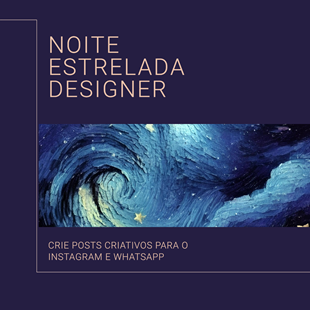 NOITE
ESTRELADA
DESIGNER
CRIE POSTS CRIATIVOS PARA O
INSTAGRAM E WHATSAPP